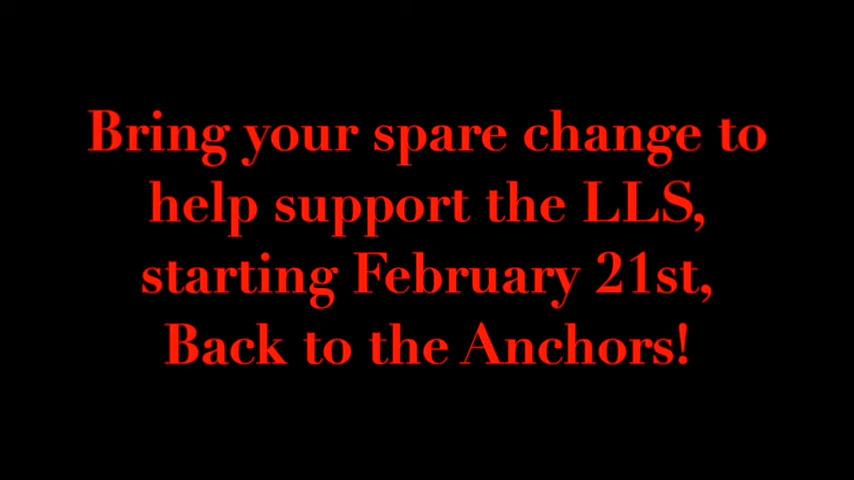 Bring your spare change to
help support the LLS,
starting February 21st,
Back to the Anchors!